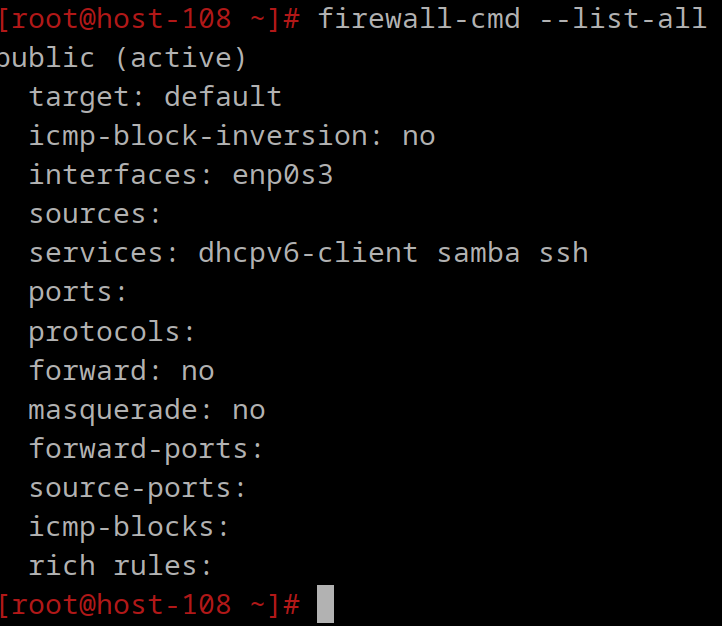 [root@host-108 ~]# firewall-cmd --list-all
public (active)
  target: default
  icmp-block-inversion: no
  interfaces: enp0s3
  sources:
  services: dhcpv6-client samba ssh
  ports:
  protocols:
  forward: no
  masquerade: no
  forward-ports:
  source-ports:
  icmp-blocks:
  rich rules:
[root@host-108 ~]#